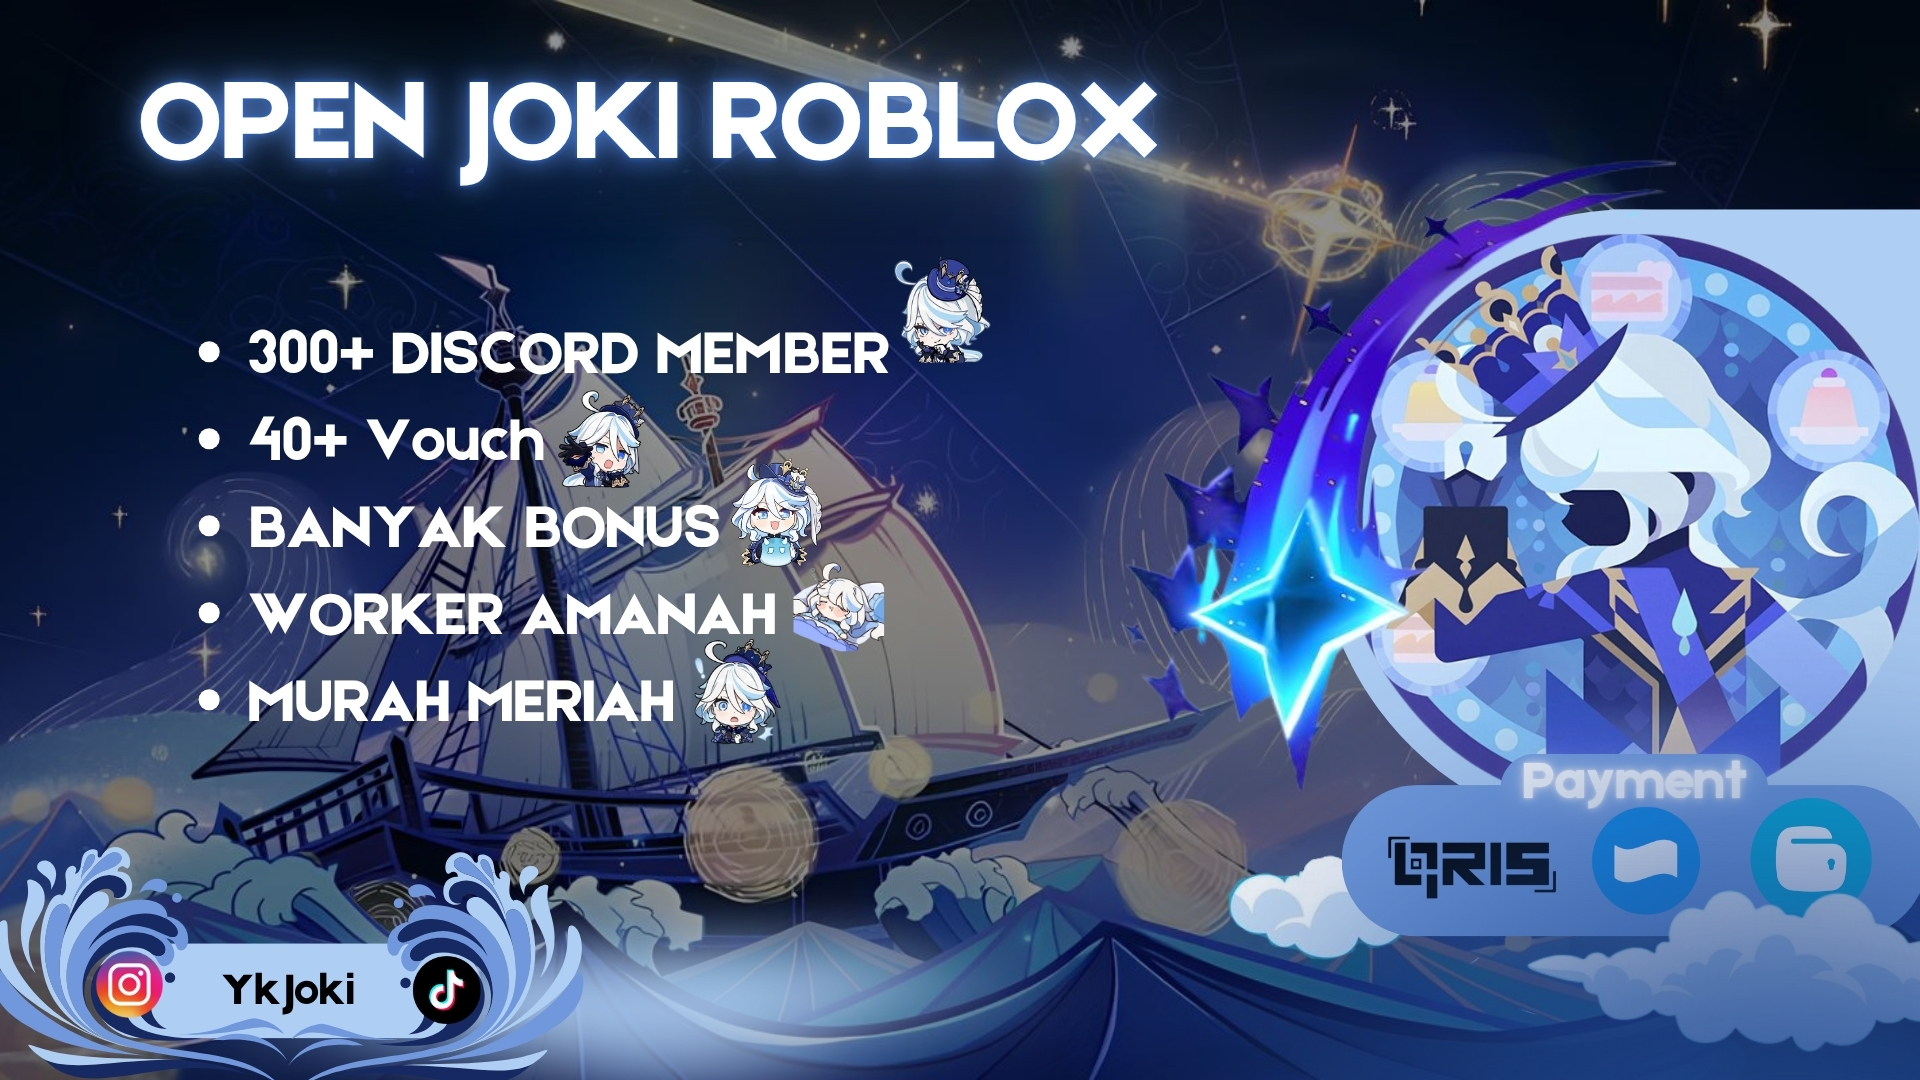 OPEN JOKI ROBLOX
300+ DISCORD MEMBER
40+ Vouch
BANYAK BONUS
WORKER AMANAH
MURAH MERIAH
Payment
QRIS
YkJoki